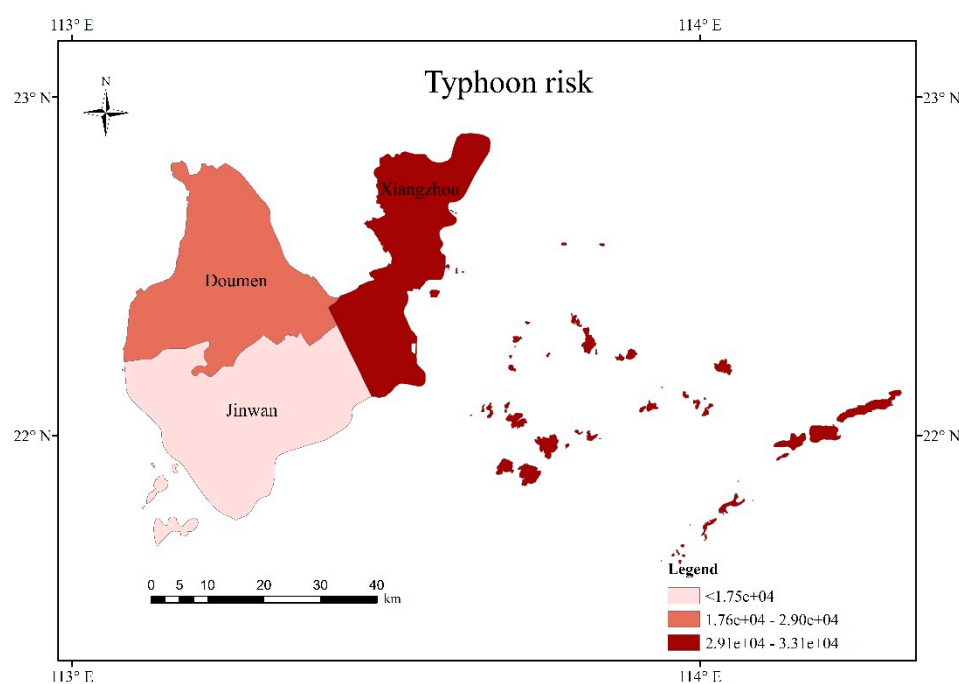 113° E
114° E
N
Typhoon risk
23° N
23° N
Xiangzhou
Doumen
Jinwan
22° N
22° N
0 5 10 20 30 40
km
Legend
<1.75e+04
1.76e+04 - 2.90e+04
2.91e+04 - 3.31e+04
113° E
114° E